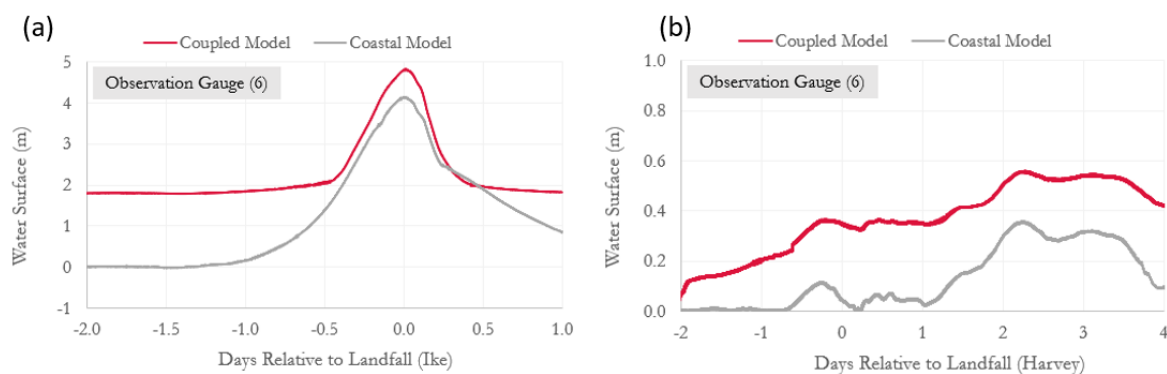 (a)
Coupled Model
Coastal Model
Observation Gauge (6)
Water Surface (m)
5
4
3
2
1
0
-1
-2.0 -1.5 -1.0 -0.5 0.0 0.5 1.0
Days Relative to Landfall (Ike)
(b)
Coupled Model
Coastal Model
Observation Gauge (6)
Water Surface (m)
1.0
0.8
0.6
0.4
0.2
0.0
-2 -1 0 1 2 3 4
Days Relative to Landfall (Harvey)